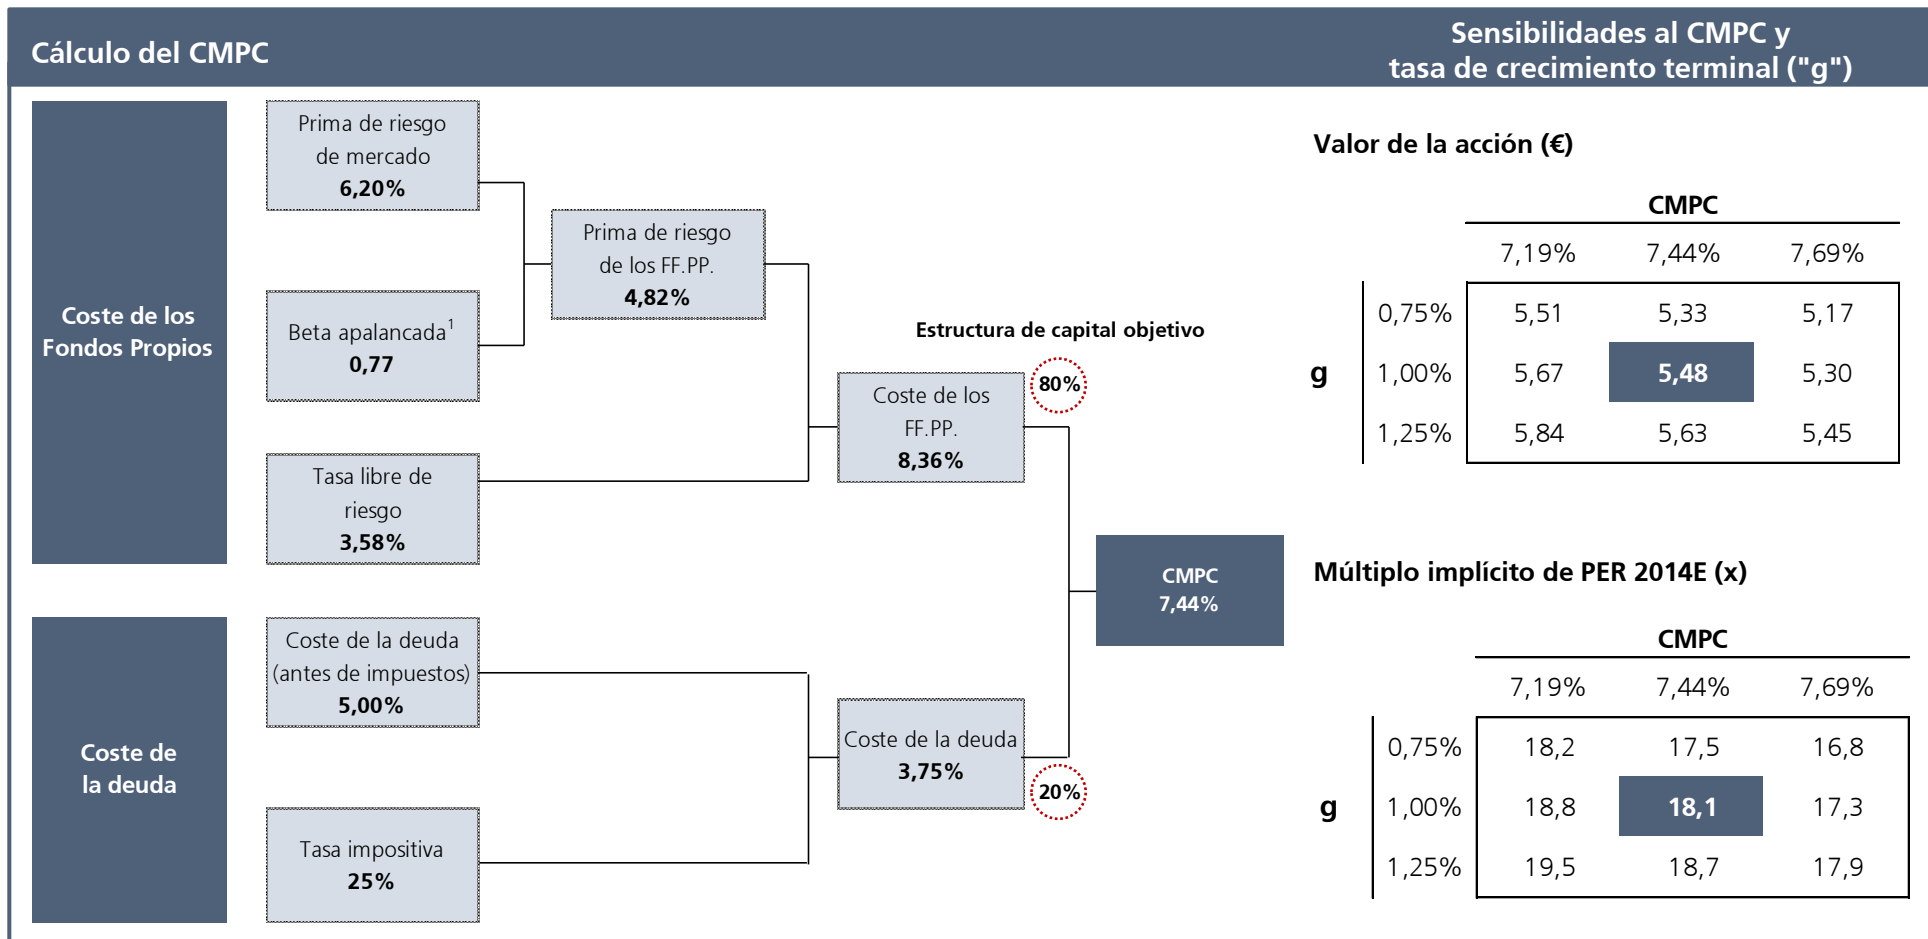 Cálculo del CMPC
Sensibilidades al CMPC y
tasa de crecimiento terminal ("g")
Coste de los
Fondos Propios
Prima de riesgo
de mercado
6,20%
Beta apalancada1
0,77
Prima de riesgo
de los FF.PP.
4,82%
Tasa libre de
riesgo
3,58%
Estructura de capital objetivo
80%
Coste de los
FF.PP.
8,36%
CMPC
7,44%
Coste de
la deuda
Coste de la deuda
(antes de impuestos)
5,00%
Tasa impositiva
25%
Coste de la deuda
3,75%
20%
Valor de la acción (€)
CMPC
7,19% 7,44% 7,69%
0,75% 5,51 5,33 5,17
g 1,00% 5,67 5,48 5,30
1,25% 5,84 5,63 5,45
Múltiplo implícito de PER 2014E (x)
CMPC
7,19% 7,44% 7,69%
0,75% 18,2 17,5 16,8
g 1,00% 18,8 18,1 17,3
1,25% 19,5 18,7 17,9